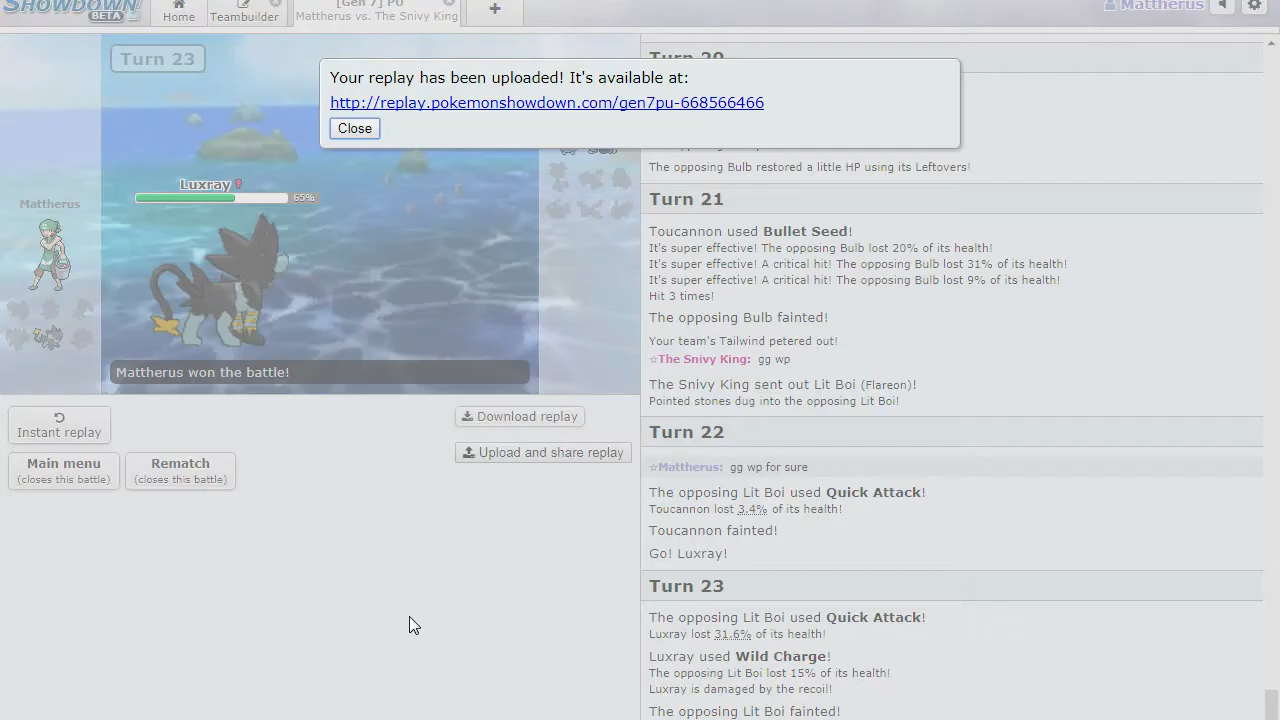 SHOWDOWN
BETA
Home
Teambuilder
[Gen 7] PU
Mattherus vs. The Snivy King
+
Mattherus
Turn 23
Your replay has been uploaded! It's available at:
http://replay.pokemonshowdown.com/gen7pu-668566466
Close
Luxray
65%
Mattherus
Mattherus won the battle!
Instant replay
Download replay
Upload and share replay
Main menu
(closes this battle)
Rematch
(closes this battle)
Turn 20
The opposing Bulb restored a little HP using its Leftovers!
Turn 21
Toucannon used Bullet Seed!
It's super effective! The opposing Bulb lost 20% of its health!
It's super effective! A critical hit! The opposing Bulb lost 31% of its health!
It's super effective! A critical hit! The opposing Bulb lost 9% of its health!
Hit 3 times!
The opposing Bulb fainted!
Your team's Tailwind petered out!
☆The Snivy King: gg wp
The Snivy King sent out Lit Boi (Flareon)!
Pointed stones dug into the opposing Lit Boi!
Turn 22
☆Mattherus: gg wp for sure
The opposing Lit Boi used Quick Attack!
Toucannon lost 3.4% of its health!
Toucannon fainted!
Go! Luxray!
Turn 23
The opposing Lit Boi used Quick Attack!
Luxray lost 31.6% of its health!
Luxray used Wild Charge!
The opposing Lit Boi lost 15% of its health!
Luxray is damaged by the recoil!
The opposing Lit Boi fainted!